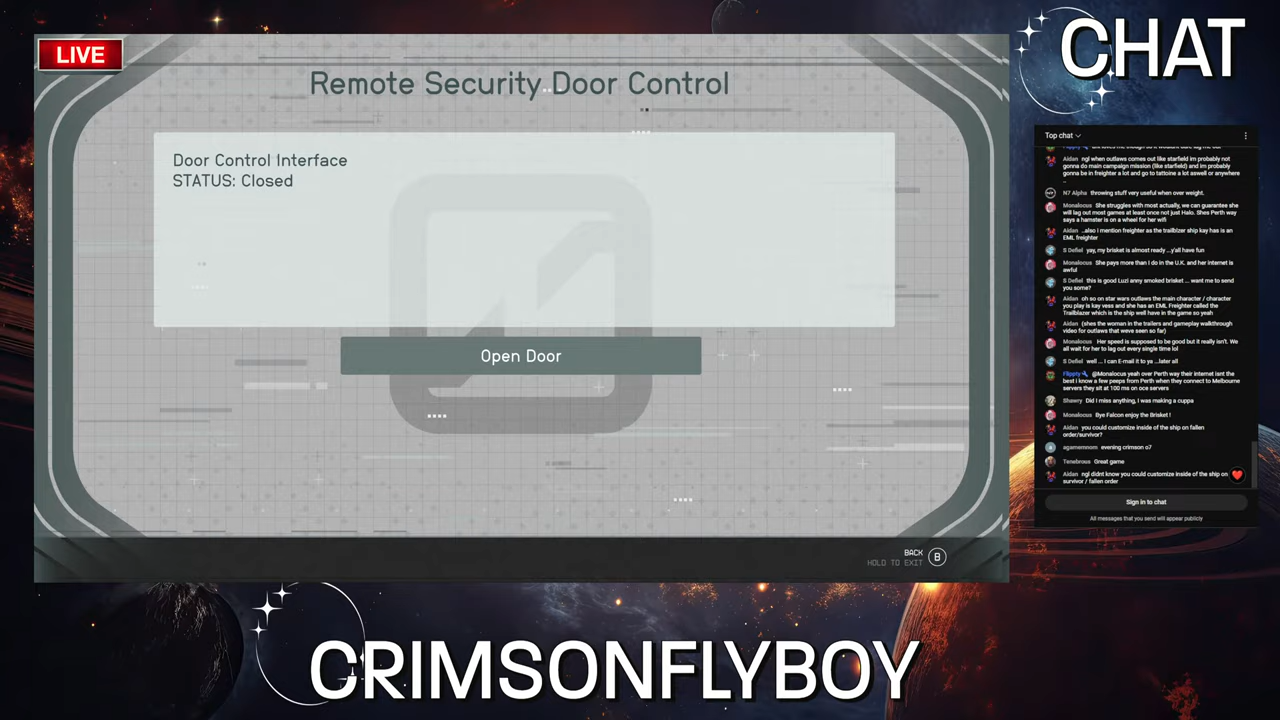 LIVE
Remote Security Door Control
Door Control Interface
STATUS: Closed
Open Door
BACK
HOLD TO EXIT
B
CRIMSONFLYBOY
CHAT
Top chat
Aidan ngl when outlaws comes out like starfield im probably not
gonna do main campaign mission (like starfield) and im probably
gonna be in freighter a lot and go to tattoine a lot aswell or anywhere
..
N7 Alpha throwing stuff very useful when over weight.
Monalocus She struggles with most actually, we can guarantee she
will lag out most games at least once not just Halo. Shes Perth way
says a hamster is on a wheel for her wifi
Aidan ..also i mention freighter as the trailblzer ship kay has is an
EML freighter
S Defiel yay, my brisket is almost ready ...y'all have fun
Monalocus She pays more than I do in the U.K. and her Internet is
awful
S Defiel this is good Luzi anny smoked brisket ... want me to send
you some?
Aidan oh so on star wars outlaws the main character / character
you play is kay vess and she has an EML Freighter called the
Trailblazer which is the ship well have in the game so yeah
Aidan (shes the woman in the trailers and gameplay walkthrough
video for outlaws that weve seen so far)
Monalocus Her speed is supposed to be good but it really isn't. We
all wait for her to lag out every single time lol
S Defiel well ... I can E-mail it to ya ...later all
Flippty @Monalocus yeah over Perth way their internet isnt the
best i know a few peeps from Perth when they connect to Melbourne
servers they sit at 100 ms on oce servers
Shawry Did I miss anything, I was making a cuppa
Monalocus Bye Falcon enjoy the Brisket !
Aidan you could customize inside of the ship on fallen
order/survivor?
agamemnom evening crimson o7
Tenebrous Great game
Aidan ngl didnt know you could customize inside of the ship on
survivor / fallen order
Sign in to chat
All messages that you send will appear publicly